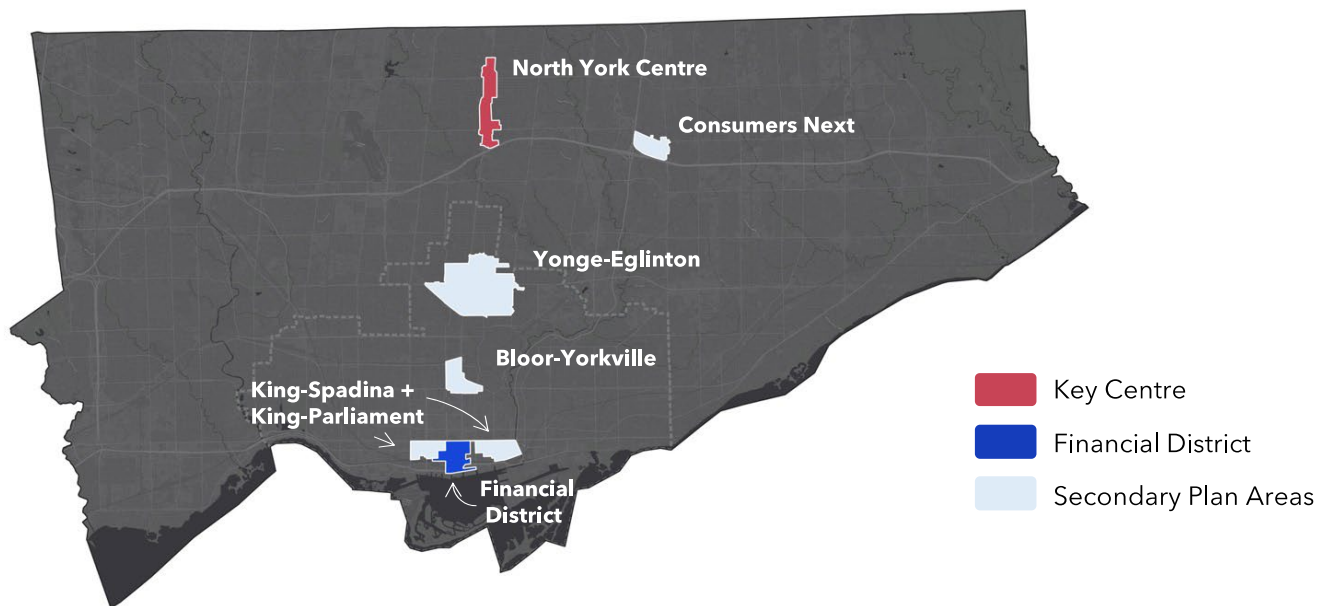 North York Centre
Consumers Next
Yonge-Eglinton
Bloor-Yorkville
King-Spadina +
King-Parliament
Financial
District
Key Centre
Financial District
Secondary Plan Areas